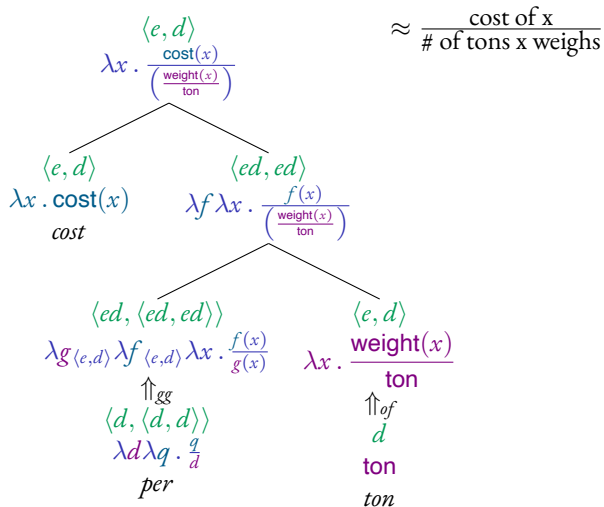 ⟨e, d⟩
λx . cost(x) / (weight(x) / ton)
≈ cost of x / # of tons x weighs
⟨e, d⟩
λx . cost(x)
cost
⟨ed, ed⟩
λf λx . f(x) / (weight(x) / ton)
⟨ed, ⟨ed, ed⟩⟩
λg⟨e,d⟩ λf⟨e,d⟩ λx . f(x) / g(x)
⇑gg
⟨d, ⟨d, d⟩⟩
λdλq . q / d
per
⟨e, d⟩
λx . weight(x) / ton
⇑of
d
ton
ton